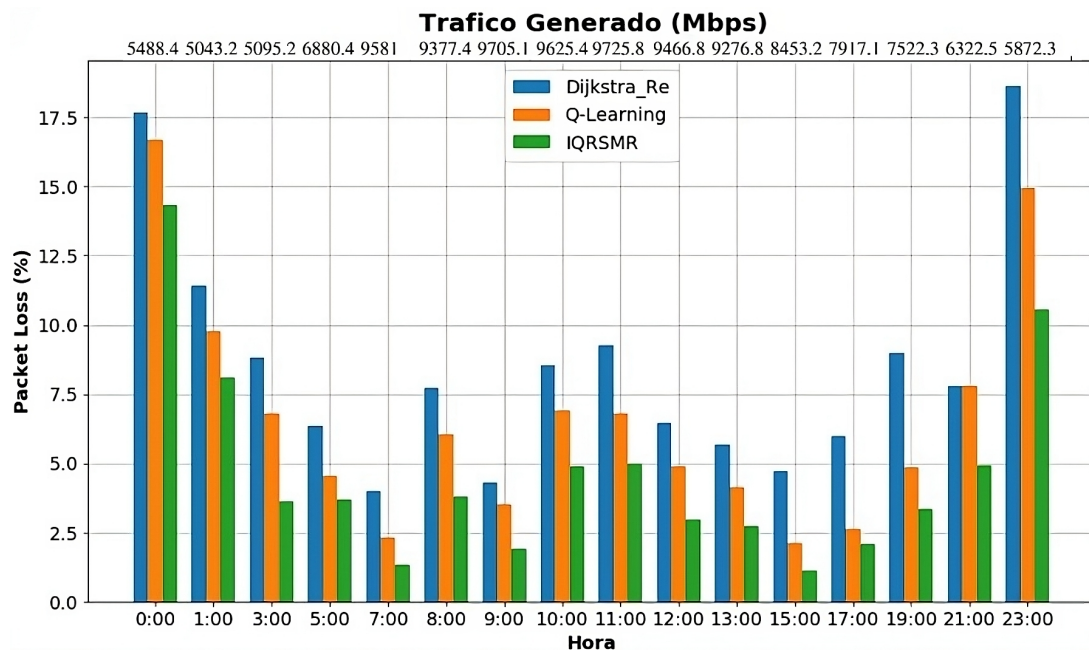 Trafico Generado (Mbps)
5488.4 5043.2 5095.2 6880.4 9581 9377.4 9705.1 9625.4 9725.8 9466.8 9276.8 8453.2 7917.1 7522.3 6322.5 5872.3
Dijkstra_Re
Q-Learning
IQRSMR
17.5
15.0
12.5
10.0
7.5
5.0
2.5
0.0
Packet Loss (%)
0:00 1:00 3:00 5:00 7:00 8:00 9:00 10:00 11:00 12:00 13:00 15:00 17:00 19:00 21:00 23:00
Hora